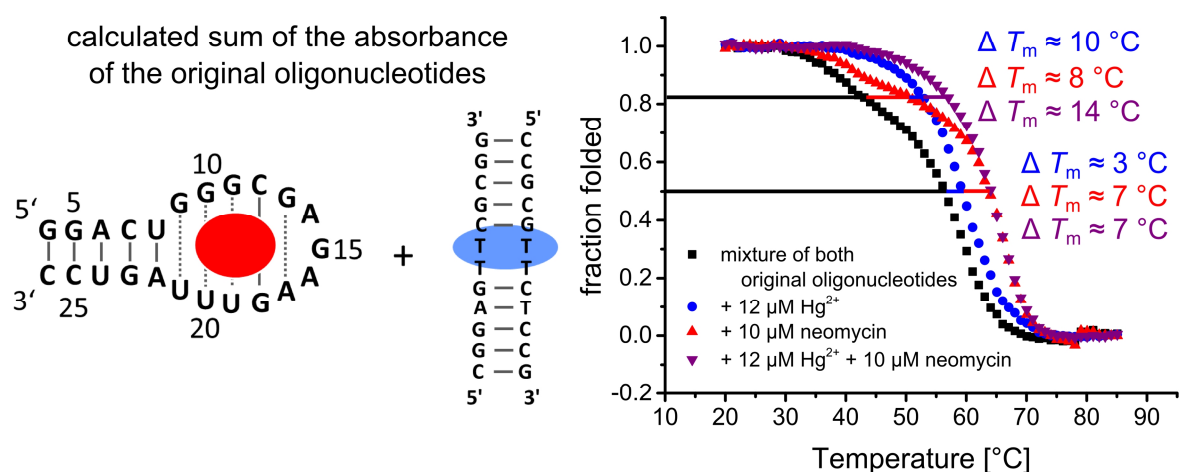 calculated sum of the absorbance
of the original oligonucleotides
10
G G G C G
5‘ 5 A
G G A C U G15
C C U G A U U U G A A
3‘ 25 20
+
3' 5'
G – C
G – C
C – G
G – C
C – G
T T
T T
G – C
A – T
G – C
G – C
C – G
5' 3'
fraction folded
1.0
0.8
0.6
0.4
0.2
0.0
-0.2
Δ Tm ≈ 10 °C
Δ Tm ≈ 8 °C
Δ Tm ≈ 14 °C
Δ Tm ≈ 3 °C
Δ Tm ≈ 7 °C
Δ Tm ≈ 7 °C
mixture of both
original oligonucleotides
+ 12 µM Hg2+
+ 10 µM neomycin
+ 12 µM Hg2+ + 10 µM neomycin
10 20 30 40 50 60 70 80 90
Temperature [°C]